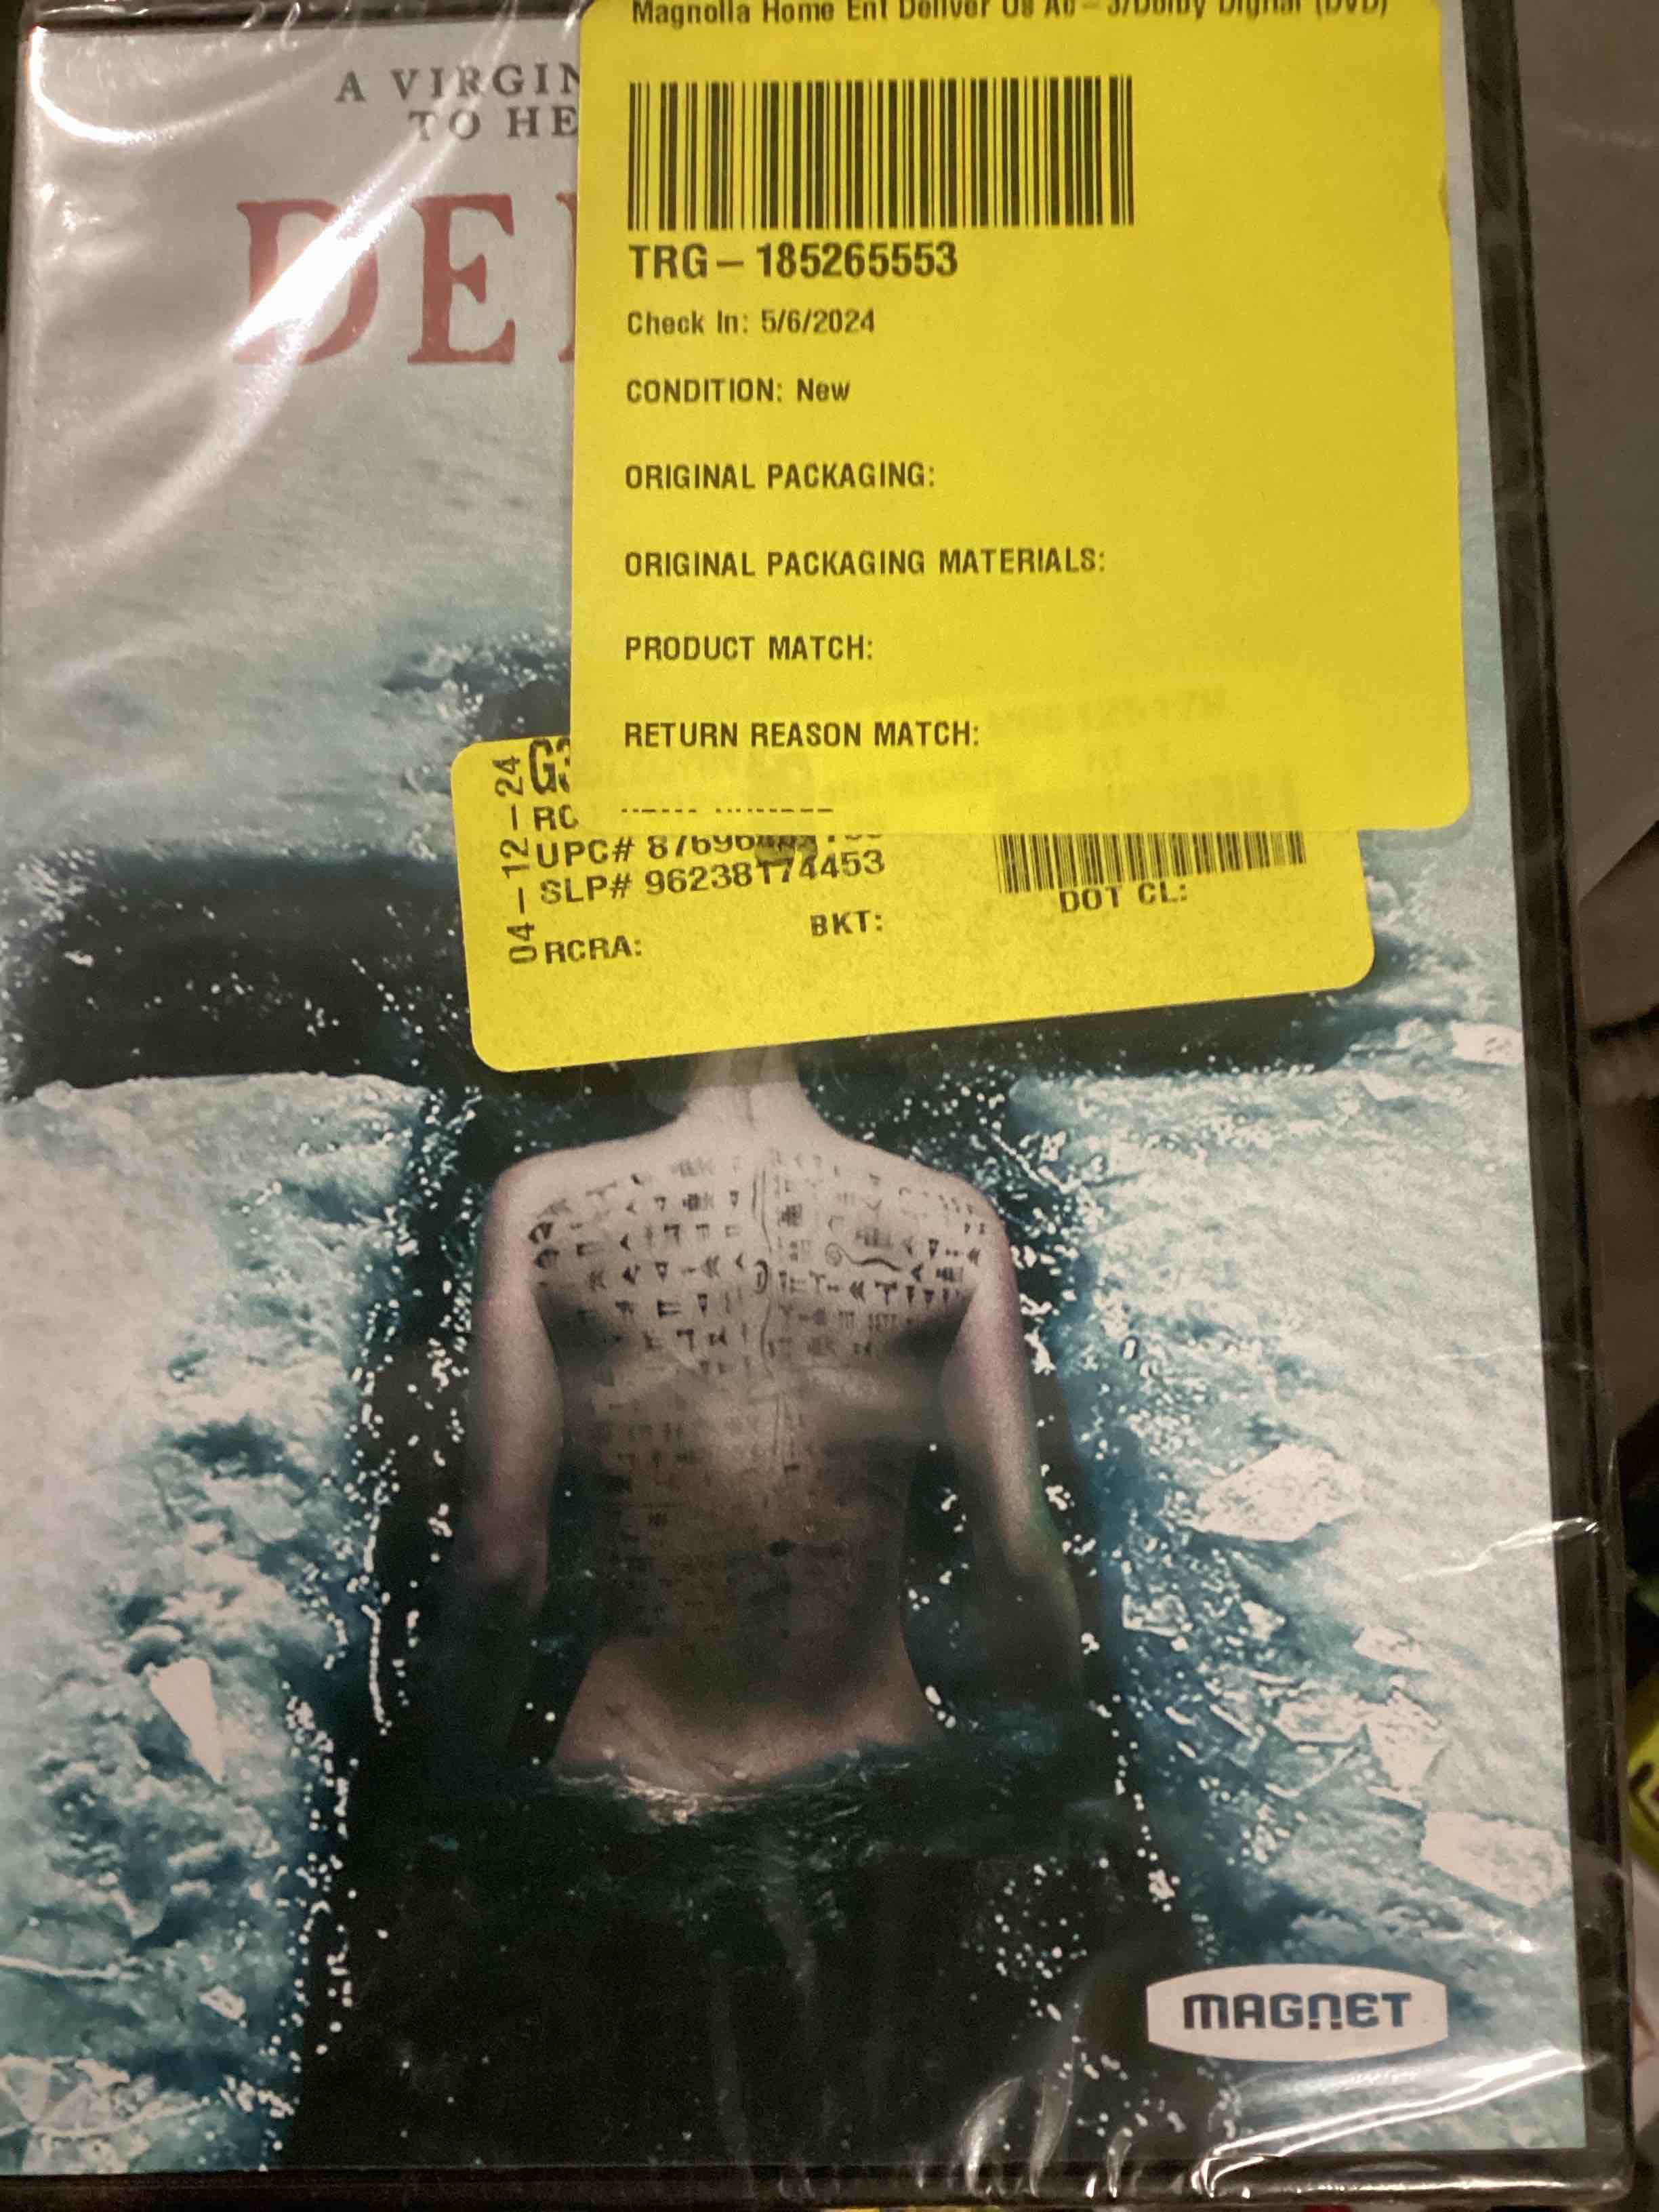 Magnolia Home Ent Deliver Us Ac – 3/Dolby Digital (DVD)
A VIRGIN
TO HE
DE
TRG – 185265553
Check In: 5/6/2024
CONDITION: New
ORIGINAL PACKAGING:
ORIGINAL PACKAGING MATERIALS:
PRODUCT MATCH:
RETURN REASON MATCH:
04 – 12 – 24
RC
UPC# 87696
SLP# 96238174453
BKT:
DOT CL:
RCRA:
MAGNET